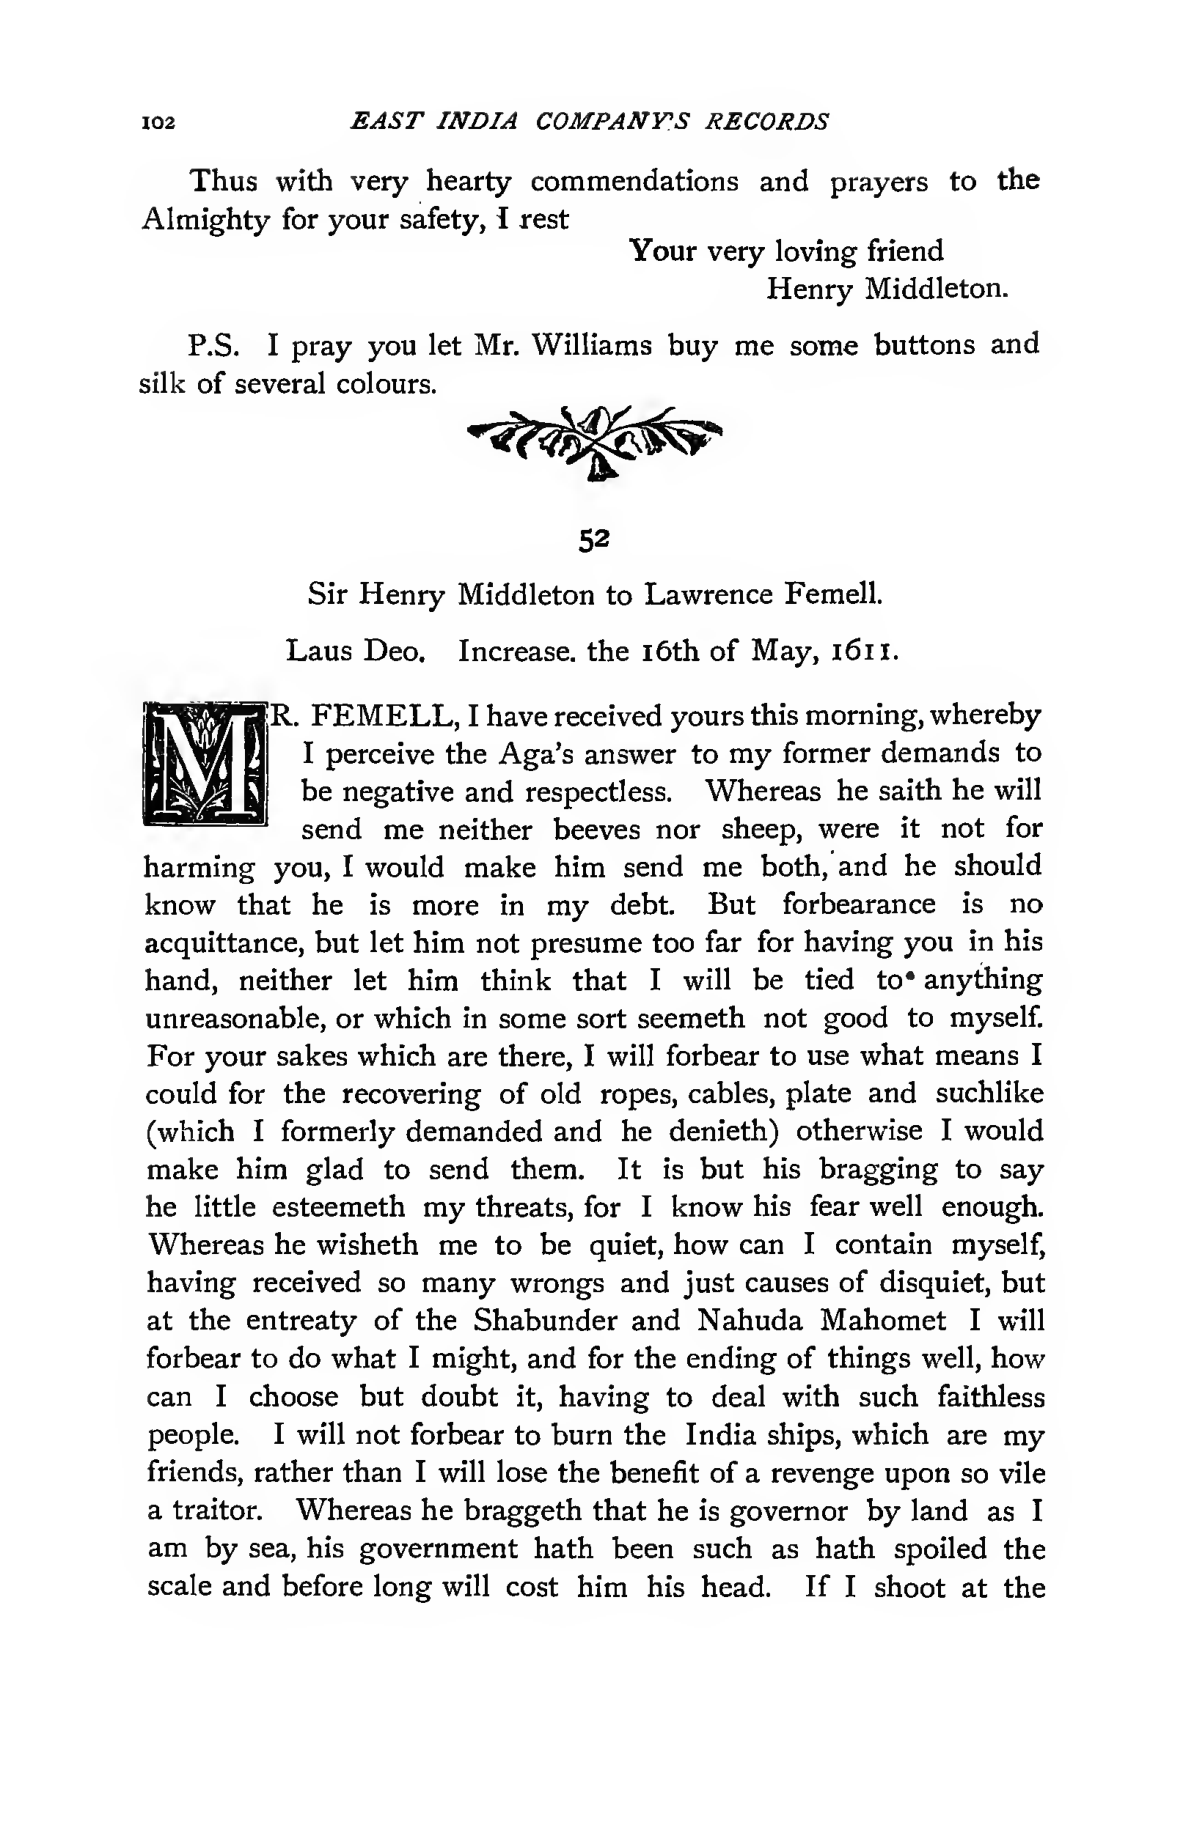 102 EAST INDIA COMPANY'S RECORDS
Thus with very hearty commendations and prayers to the
Almighty for your safety, I rest
Your very loving friend
Henry Middleton.
P.S. I pray you let Mr. Williams buy me some buttons and
silk of several colours.
52
Sir Henry Middleton to Lawrence Femell.
Laus Deo. Increase. the 16th of May, 1611.
MR. FEMELL, I have received yours this morning, whereby
I perceive the Aga's answer to my former demands to
be negative and respectless. Whereas he saith he will
send me neither beeves nor sheep, were it not for
harming you, I would make him send me both, and he should
know that he is more in my debt. But forbearance is no
acquittance, but let him not presume too far for having you in his
hand, neither let him think that I will be tied to anything
unreasonable, or which in some sort seemeth not good to myself.
For your sakes which are there, I will forbear to use what means I
could for the recovering of old ropes, cables, plate and suchlike
(which I formerly demanded and he denieth) otherwise I would
make him glad to send them. It is but his bragging to say
he little esteemeth my threats, for I know his fear well enough.
Whereas he wisheth me to be quiet, how can I contain myself,
having received so many wrongs and just causes of disquiet, but
at the entreaty of the Shabunder and Nahuda Mahomet I will
forbear to do what I might, and for the ending of things well, how
can I choose but doubt it, having to deal with such faithless
people. I will not forbear to burn the India ships, which are my
friends, rather than I will lose the benefit of a revenge upon so vile
a traitor. Whereas he braggeth that he is governor by land as I
am by sea, his government hath been such as hath spoiled the
scale and before long will cost him his head. If I shoot at the